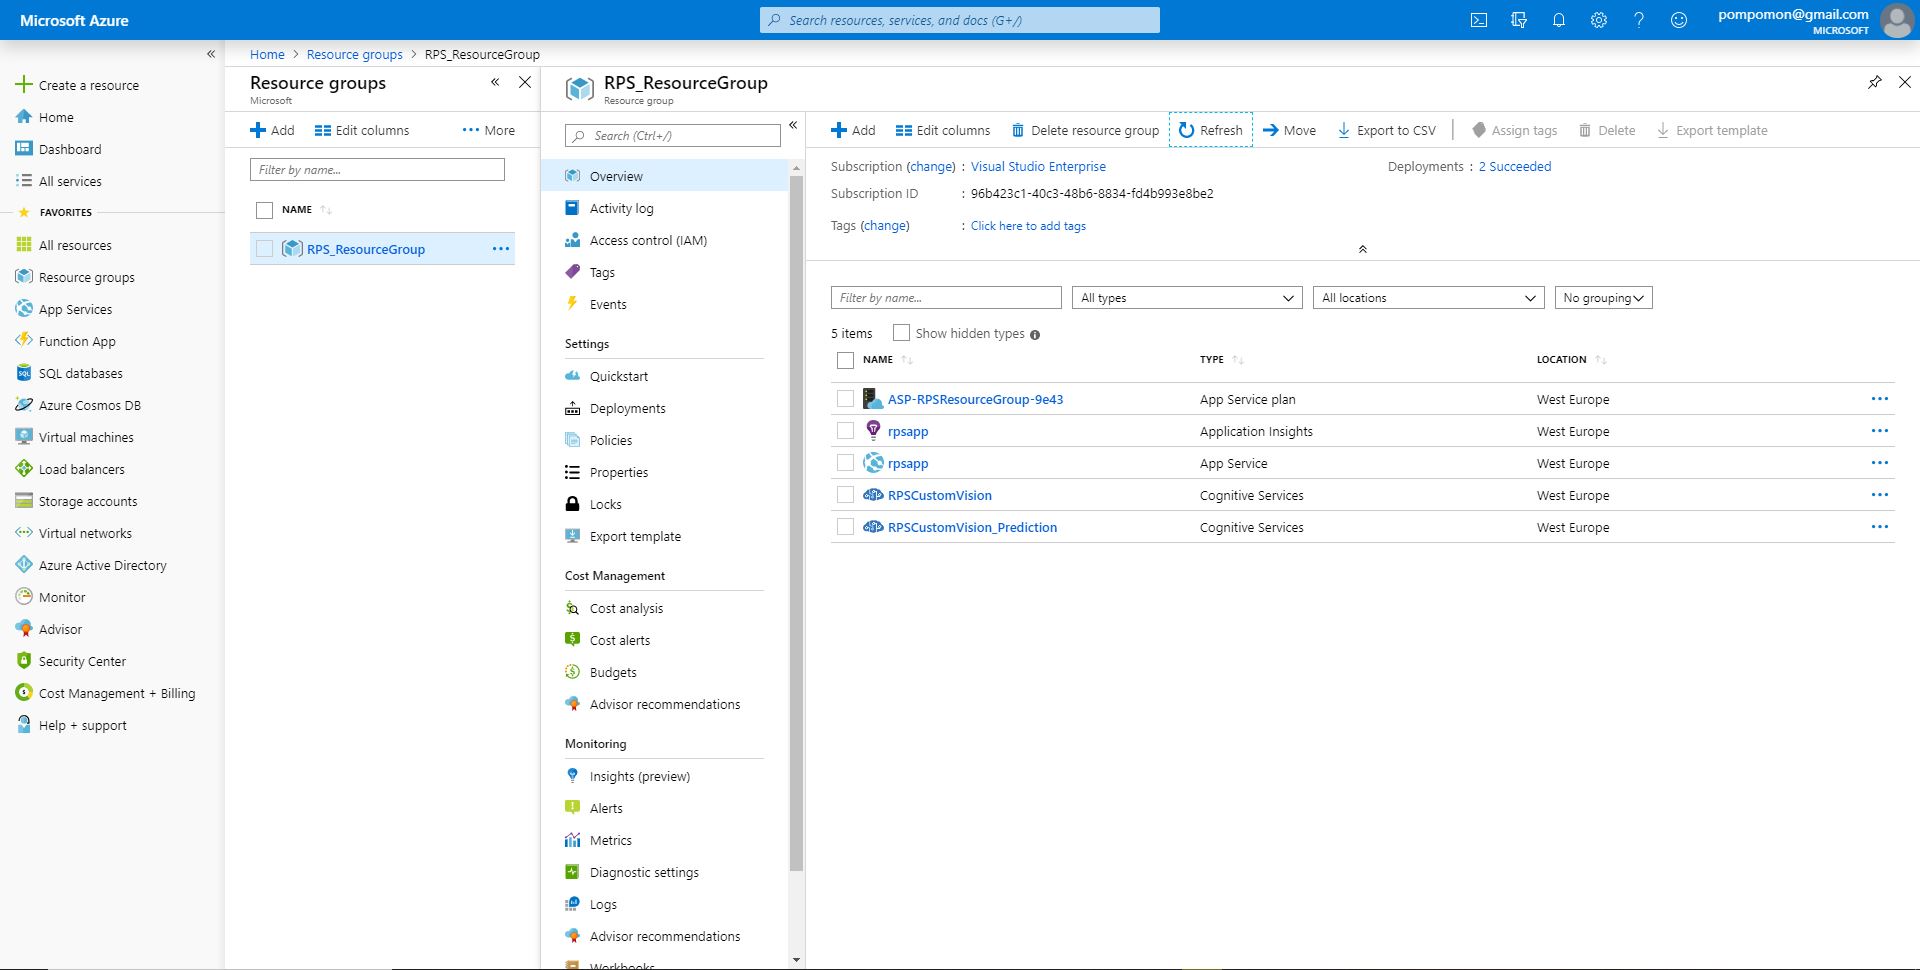 Microsoft Azure
Search resources, services, and docs (G+/)
pompomon@gmail.com
MICROSOFT
Create a resource
Home
Dashboard
All services
FAVORITES
All resources
Resource groups
App Services
Function App
SQL databases
Azure Cosmos DB
Virtual machines
Load balancers
Storage accounts
Virtual networks
Azure Active Directory
Monitor
Advisor
Security Center
Cost Management + Billing
Help + support
Home > Resource groups > RPS_ResourceGroup
Resource groups
Microsoft
Add Edit columns More
Filter by name...
NAME
RPS_ResourceGroup
RPS_ResourceGroup
Resource group
Search (Ctrl+/)
Overview
Activity log
Access control (IAM)
Tags
Events
Settings
Quickstart
Deployments
Policies
Properties
Locks
Export template
Cost Management
Cost analysis
Cost alerts
Budgets
Advisor recommendations
Monitoring
Insights (preview)
Alerts
Metrics
Diagnostic settings
Logs
Advisor recommendations
Workbooks
Add Edit columns Delete resource group Refresh Move Export to CSV Assign tags Delete Export template
Subscription (change) : Visual Studio Enterprise Deployments : 2 Succeeded
Subscription ID : 96b423c1-40c3-48b6-8834-fd4b993e8be2
Tags (change) : Click here to add tags
Filter by name... All types All locations No grouping
5 items Show hidden types
NAME TYPE LOCATION
ASP-RPSResourceGroup-9e43 App Service plan West Europe
rpsapp Application Insights West Europe
rpsapp App Service West Europe
RPSCustomVision Cognitive Services West Europe
RPSCustomVision_Prediction Cognitive Services West Europe